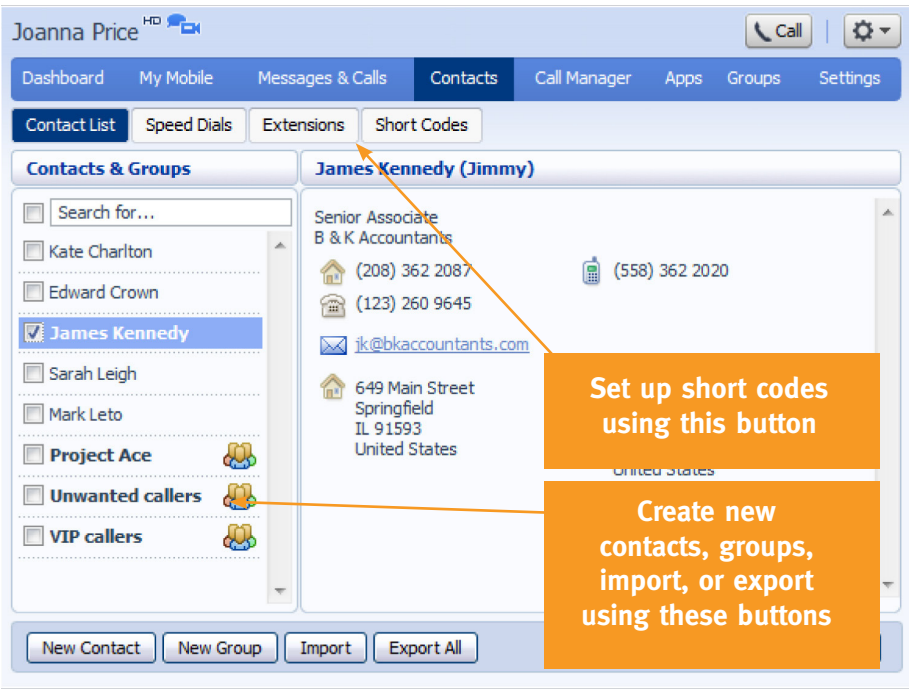 Joanna Price HD
Call
Dashboard My Mobile Messages & Calls Contacts Call Manager Apps Groups Settings
Contact List Speed Dials Extensions Short Codes
Contacts & Groups
Search for...
Kate Charlton
Edward Crown
James Kennedy
Sarah Leigh
Mark Leto
Project Ace
Unwanted callers
VIP callers
James Kennedy (Jimmy)
Senior Associate
B & K Accountants
(208) 362 2087 (558) 362 2020
(123) 260 9645
jk@bkaccountants.com
649 Main Street
Springfield
IL 91593
United States
United States
Set up short codes
using this button
Create new
contacts, groups,
import, or export
using these buttons
New Contact New Group Import Export All